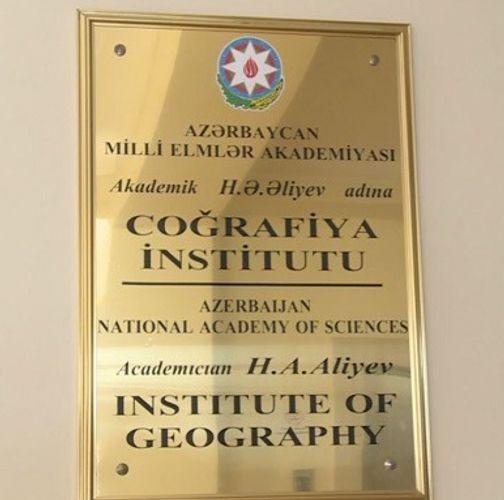 AZƏRBAYCAN
MİLLİ ELMLƏR AKADEMİYASI
Akademik H.Ə.Əliyev adına
COĞRAFİYA
İNSTİTUTU
AZERBAIJAN
NATIONAL ACADEMY OF SCIENCES
Academıcıan H.A.Aliyev
INSTITUTE OF
GEOGRAPHY